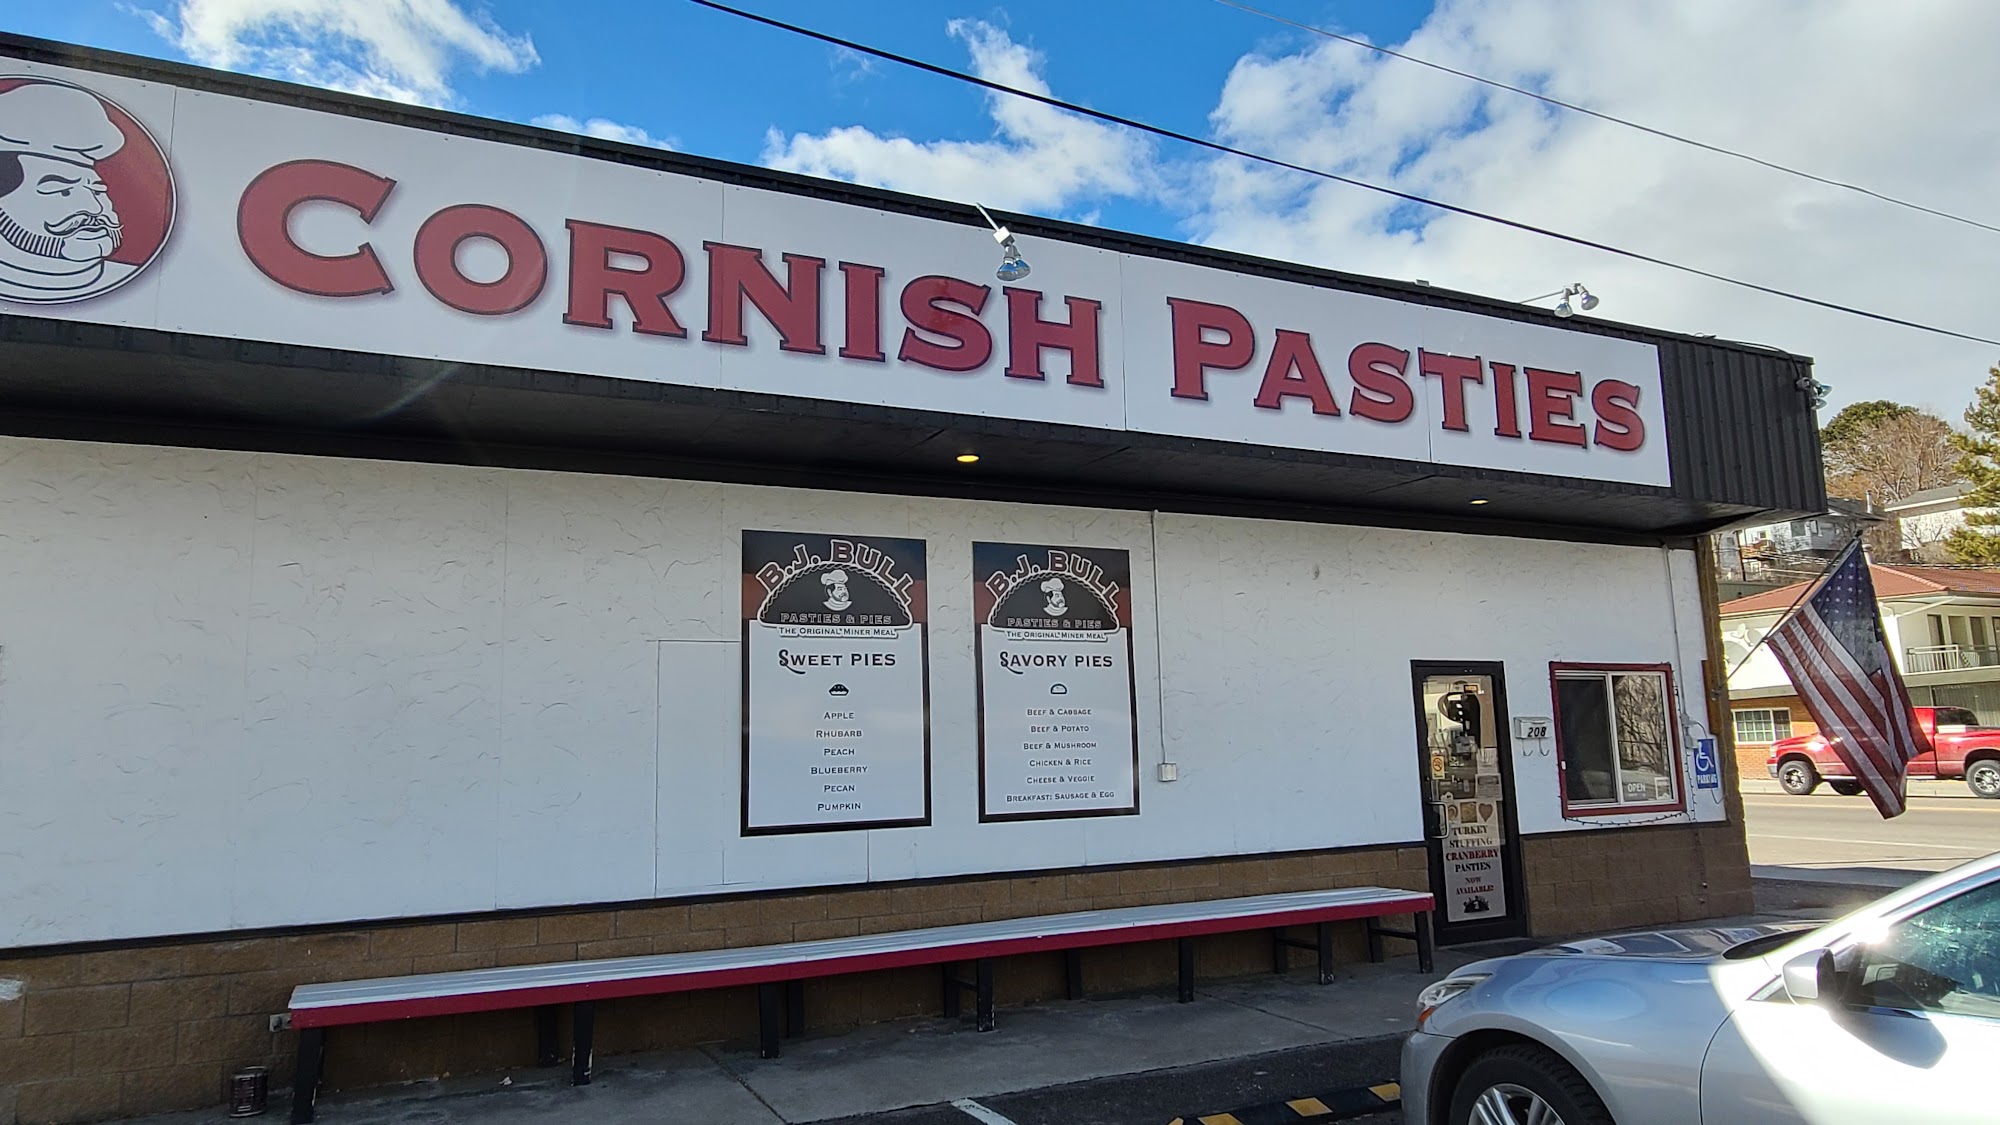 CORNISH PASTIES
B.J. BULL
PASTIES & PIES
THE ORIGINAL "MINER MEAL"
SWEET PIES
APPLE
RHUBARB
PEACH
BLUEBERRY
PECAN
PUMPKIN
B.J. BULL
PASTIES & PIES
THE ORIGINAL "MINER MEAL"
SAVORY PIES
BEEF & CABBAGE
BEEF & POTATO
BEEF & MUSHROOM
CHICKEN & RICE
CHEESE & VEGGIE
BREAKFAST: SAUSAGE & EGG
208
OPEN
PARKING
TURKEY
STUFFING
CRANBERRY
PASTIES
NOW
AVAILABLE!